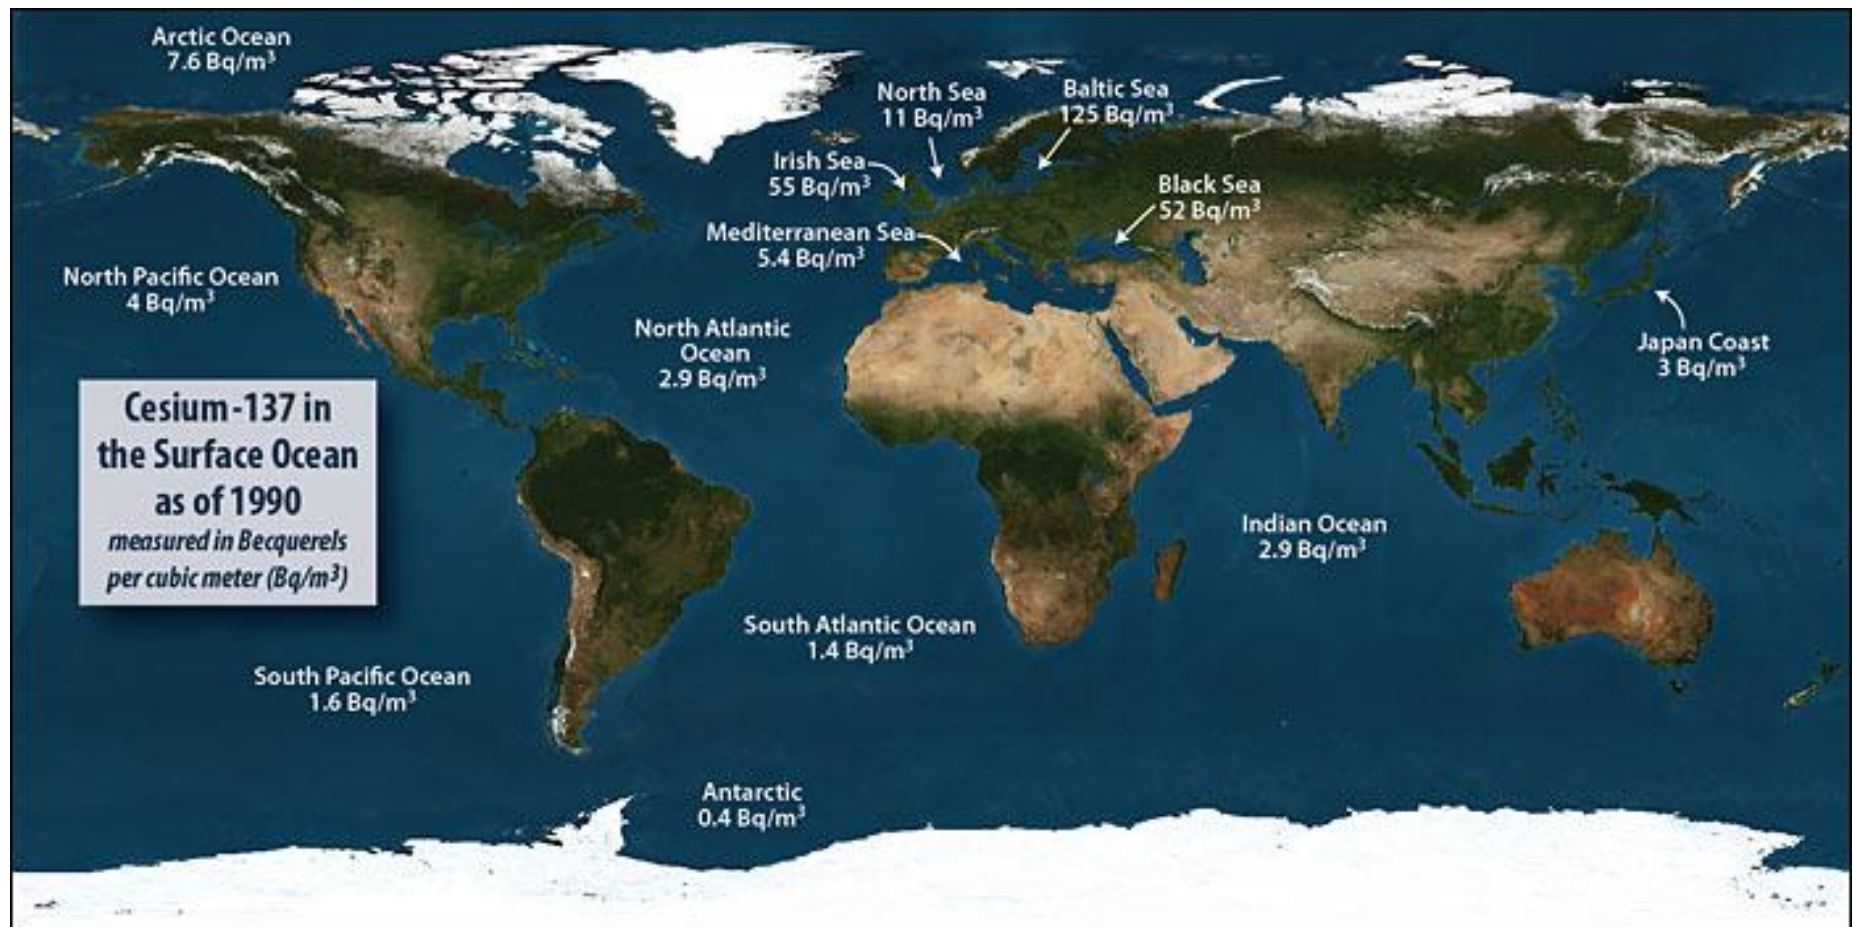 Arctic Ocean
7.6 Bq/m³
North Sea
11 Bq/m³
Baltic Sea
125 Bq/m³
Irish Sea
55 Bq/m³
Black Sea
52 Bq/m³
Mediterranean Sea
5.4 Bq/m³
North Pacific Ocean
4 Bq/m³
North Atlantic
Ocean
2.9 Bq/m³
Japan Coast
3 Bq/m³
Cesium-137 in
the Surface Ocean
as of 1990
measured in Becquerels
per cubic meter (Bq/m³)
Indian Ocean
2.9 Bq/m³
South Atlantic Ocean
1.4 Bq/m³
South Pacific Ocean
1.6 Bq/m³
Antarctic
0.4 Bq/m³